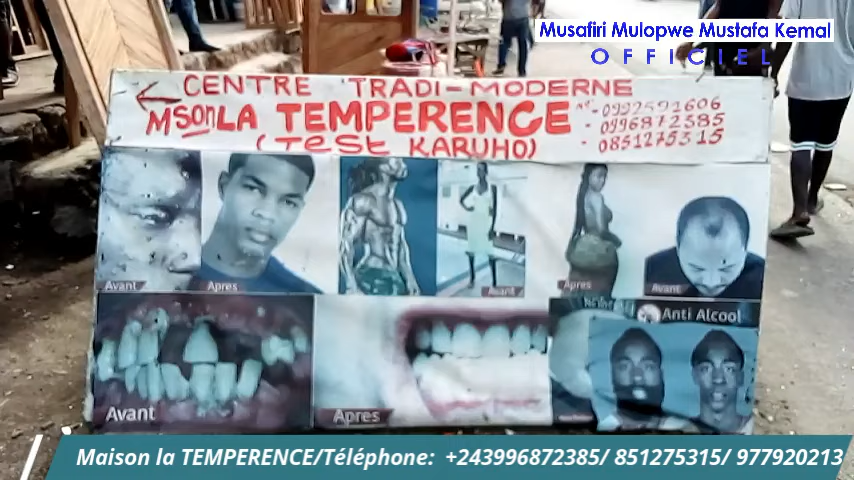 Musafiri Mulopwe Mustafa Kemal
OFFICIEL
CENTRE TRADI-MODERNE
MSON LA TEMPERENCE
(TEST KARUHO)
N°-0992591606
-0996872385
-0851275315
Avant
Apres
Avant
Apres
Avant
Anti Alcool
Avant
Apres
Maison la TEMPERENCE/Téléphone: +243996872385/ 851275315/ 977920213